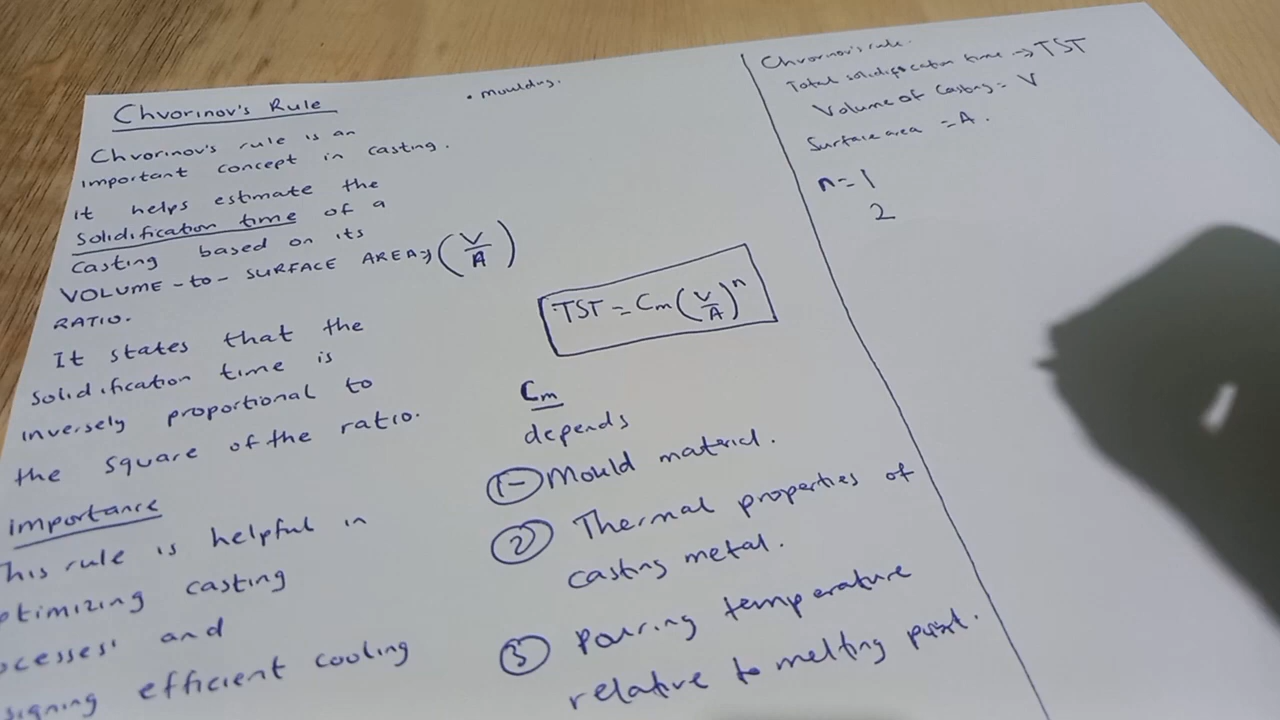 Chvorinov's Rule
• moulding.
Chvorinov's rule is an
important concept in casting.
It helps estimate the
Solidification time of a
Casting based on its
VOLUME-to-SURFACE AREA⇒ (V/A)
RATIO.
It states that the
solidification time is
inversely proportional to
the square of the ratio.
importance
This rule is helpful in
optimizing casting
processes' and
efficient cooling
TST = Cm (V/A)^n
Cm
depends
1- Mould material.
2 Thermal properties of
casting metal.
3 Pouring temperature
relative to melting point.
Chvorinov's rule.
Total solidification time → TST
Volume of Casting = V
Surface area = A.
n = 1
2